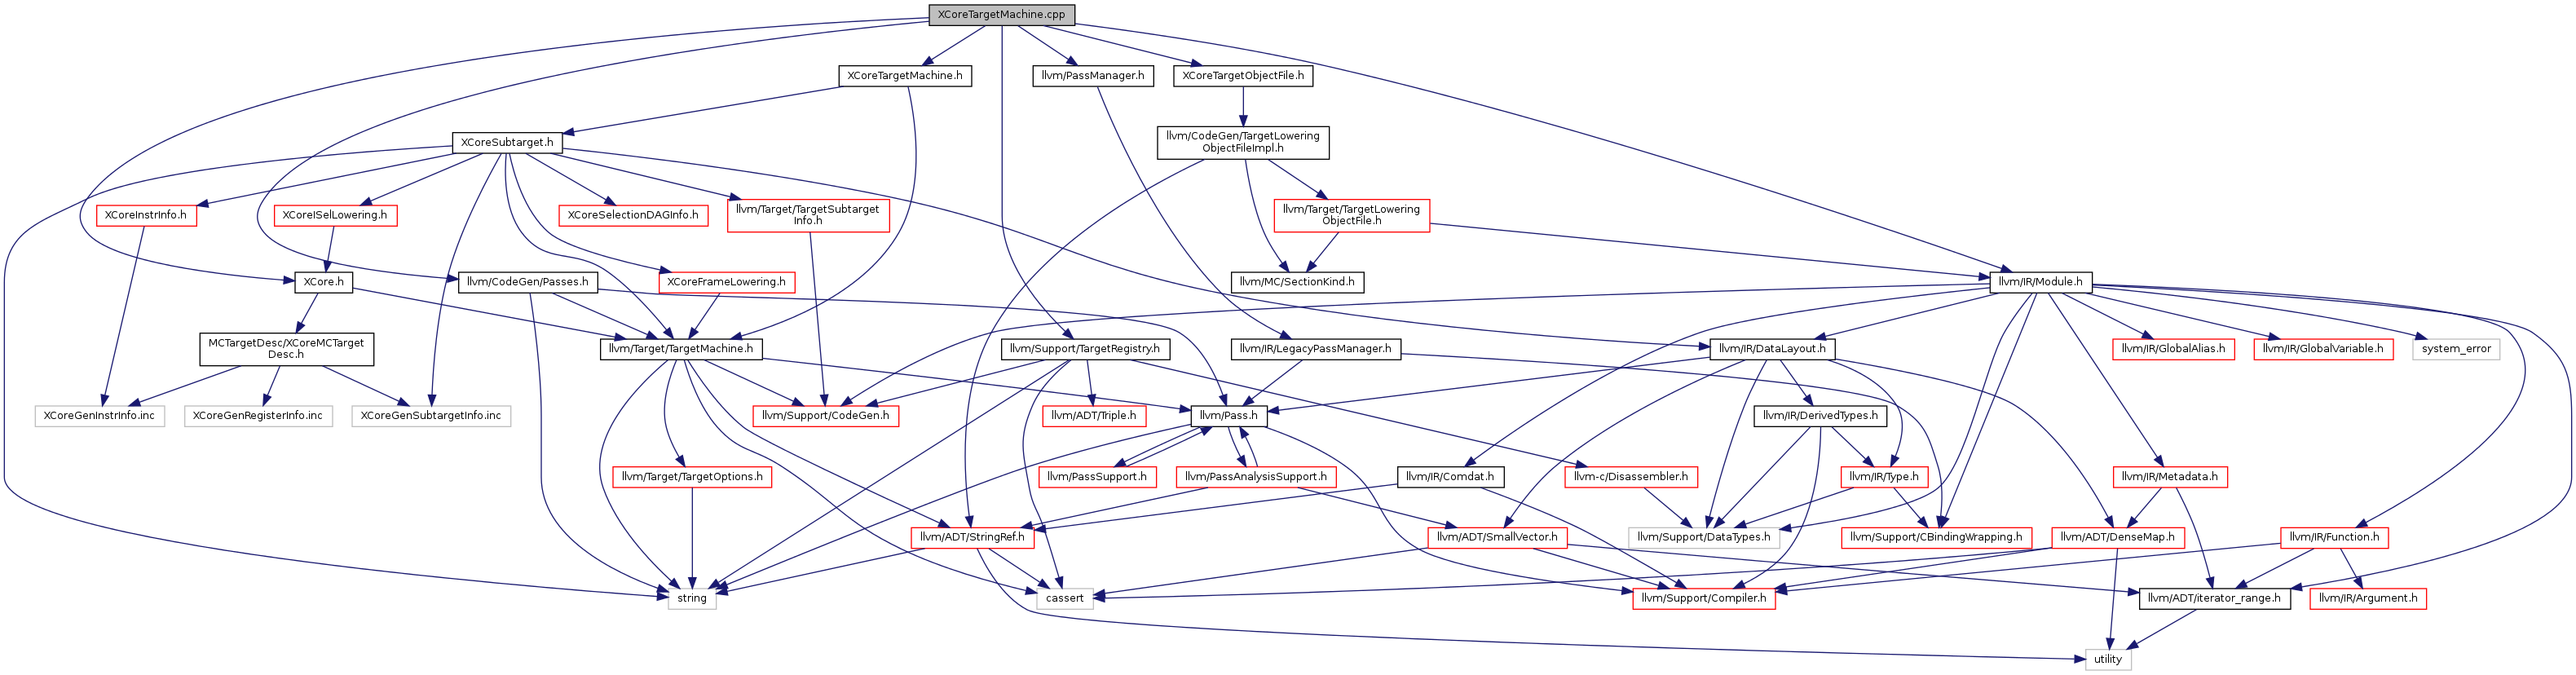 XCoreTargetMachine.cpp
XCoreTargetMachine.h
llvm/PassManager.h
XCoreTargetObjectFile.h
XCoreSubtarget.h
llvm/CodeGen/TargetLowering
ObjectFileImpl.h
XCoreInstrInfo.h
XCoreISelLowering.h
XCoreSelectionDAGInfo.h
llvm/Target/TargetSubtarget
Info.h
llvm/Target/TargetLowering
ObjectFile.h
XCore.h
llvm/CodeGen/Passes.h
XCoreFrameLowering.h
llvm/MC/SectionKind.h
llvm/IR/Module.h
MCTargetDesc/XCoreMCTarget
Desc.h
llvm/Target/TargetMachine.h
llvm/Support/TargetRegistry.h
llvm/IR/LegacyPassManager.h
llvm/IR/DataLayout.h
llvm/IR/GlobalAlias.h
llvm/IR/GlobalVariable.h
system_error
XCoreGenInstrInfo.inc
XCoreGenRegisterInfo.inc
XCoreGenSubtargetInfo.inc
llvm/Support/CodeGen.h
llvm/ADT/Triple.h
llvm/Pass.h
llvm/IR/DerivedTypes.h
llvm/Target/TargetOptions.h
llvm/PassSupport.h
llvm/PassAnalysisSupport.h
llvm/IR/Comdat.h
llvm-c/Disassembler.h
llvm/IR/Type.h
llvm/IR/Metadata.h
llvm/ADT/StringRef.h
llvm/ADT/SmallVector.h
llvm/Support/DataTypes.h
llvm/Support/CBindingWrapping.h
llvm/ADT/DenseMap.h
llvm/IR/Function.h
string
cassert
llvm/Support/Compiler.h
llvm/ADT/iterator_range.h
llvm/IR/Argument.h
utility